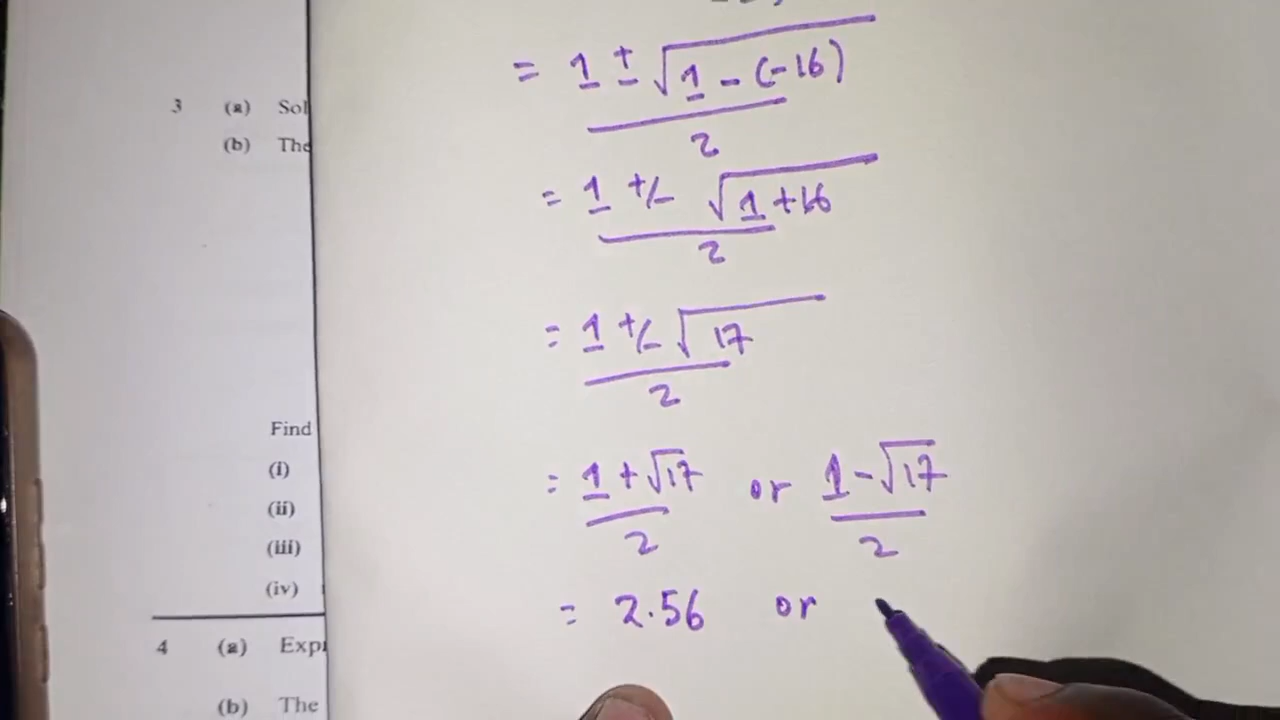 = 1 ± √1 - (-16)
2
= 1 +/- √1 + 16
2
= 1 +/- √17
2
= 1 + √17 or 1 - √17
2 2
= 2.56 or
3 (a) Sol
(b) The
Find
(i)
(ii)
(iii)
(iv)
4 (a) Expr
(b) The